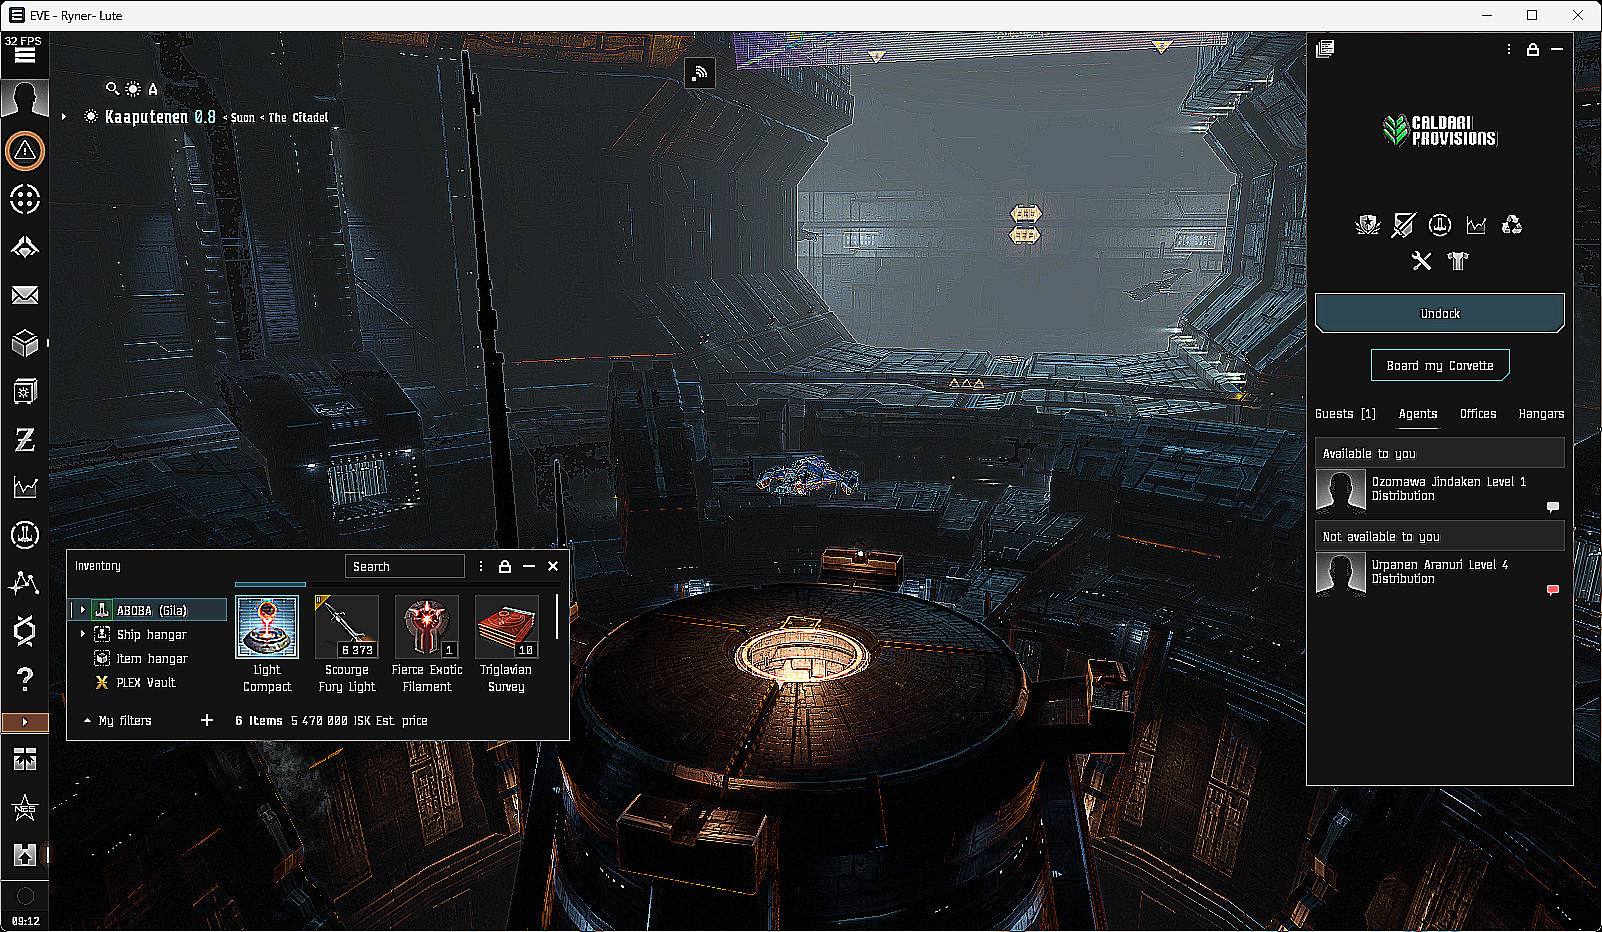 EVE - Ryner- Lute
32 FPS
Kaaputenen 0.8 < Suon < The Citadel
CALDARI
PROVISIONS
Undock
Board my Corvette
Guests [1] Agents Offices Hangars
Available to you
Ozomawa Jindaken Level 1
Distribution
Not available to you
Urpanen Aranuri Level 4
Distribution
Inventory
Search
ABOBA (Gila)
Ship hangar
Item hangar
PLEX Vault
My filters
6 373
1
10
Light
Compact
Scourge
Fury Light
Fierce Exotic
Filament
Triglavian
Survey
6 Items 5 470 000 ISK Est. price
NES
09:12